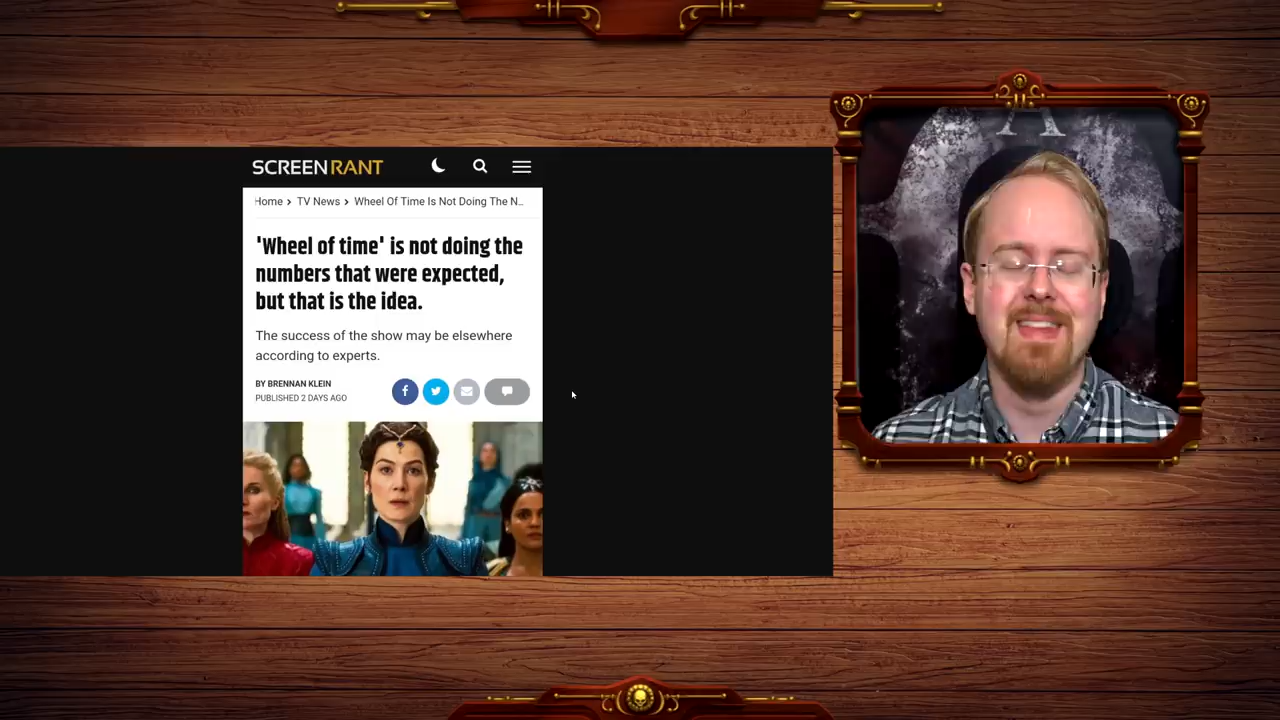 SCREENRANT
Home › TV News › Wheel Of Time Is Not Doing The N...
'Wheel of time' is not doing the
numbers that were expected,
but that is the idea.
The success of the show may be elsewhere
according to experts.
BY BRENNAN KLEIN
PUBLISHED 2 DAYS AGO